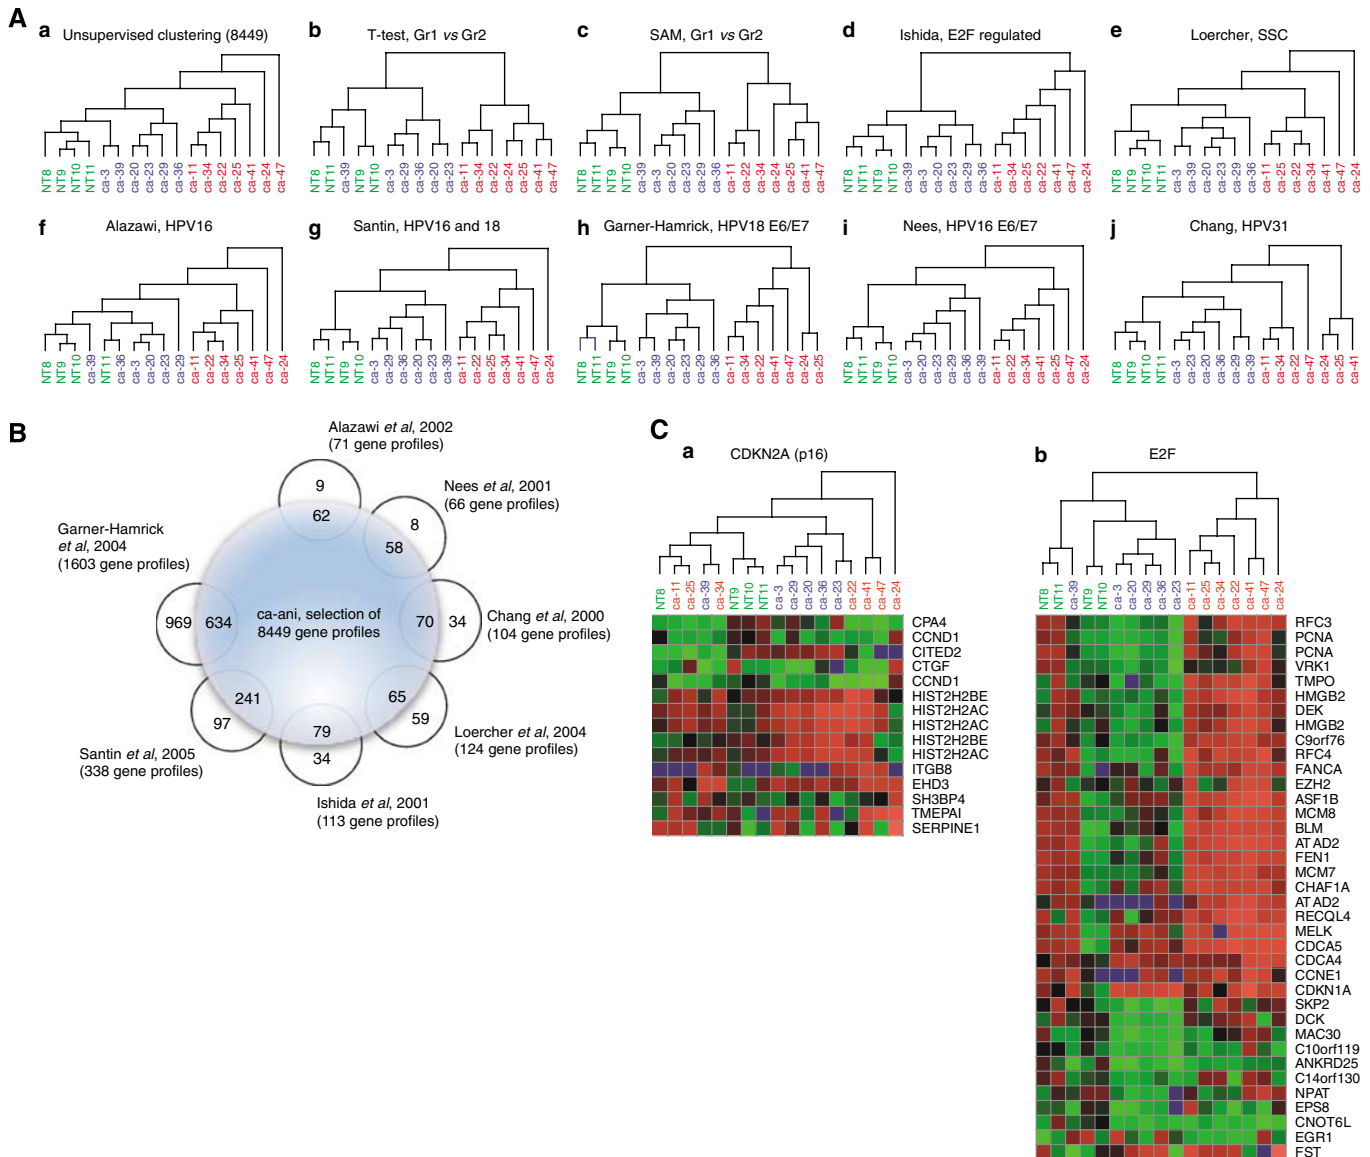 A
a Unsupervised clustering (8449)
NT8 NT9 NT10 NT11 ca-3 ca-39 ca-20 ca-23 ca-29 ca-36 ca-11 ca-34 ca-22 ca-25 ca-41 ca-24 ca-47
b T-test, Gr1 vs Gr2
NT8 NT11 ca-39 NT9 NT10 ca-3 ca-29 ca-36 ca-20 ca-23 ca-11 ca-34 ca-22 ca-24 ca-25 ca-41 ca-47
c SAM, Gr1 vs Gr2
NT8 NT11 NT9 NT10 ca-39 ca-3 ca-20 ca-23 ca-29 ca-36 ca-11 ca-22 ca-34 ca-24 ca-25 ca-41 ca-47
d Ishida, E2F regulated
NT8 NT11 NT9 NT10 ca-39 ca-3 ca-20 ca-23 ca-29 ca-36 ca-11 ca-34 ca-25 ca-22 ca-41 ca-47 ca-24
e Loercher, SSC
NT8 NT9 NT10 NT11 ca-3 ca-39 ca-23 ca-20 ca-29 ca-36 ca-11 ca-25 ca-22 ca-34 ca-41 ca-47 ca-24
f Alazawi, HPV16
NT8 NT9 NT10 ca-39 NT11 ca-36 ca-3 ca-20 ca-23 ca-29 ca-11 ca-22 ca-34 ca-25 ca-41 ca-47 ca-24
g Santin, HPV16 and 18
NT8 NT11 NT9 NT10 ca-3 ca-29 ca-36 ca-20 ca-23 ca-39 ca-11 ca-22 ca-25 ca-34 ca-41 ca-47 ca-24
h Garner-Hamrick, HPV18 E6/E7
NT8 NT11 NT9 NT10 ca-3 ca-39 ca-20 ca-23 ca-29 ca-36 ca-11 ca-34 ca-22 ca-41 ca-47 ca-24 ca-25
i Nees, HPV16 E6/E7
NT8 NT11 NT9 NT10 ca-3 ca-20 ca-23 ca-29 ca-36 ca-39 ca-11 ca-22 ca-34 ca-41 ca-25 ca-47 ca-24
j Chang, HPV31
NT8 NT9 NT10 NT11 ca-3 ca-23 ca-20 ca-36 ca-29 ca-39 ca-11 ca-34 ca-22 ca-47 ca-24 ca-25 ca-41
B
Alazawi et al, 2002
(71 gene profiles)
9
62
Nees et al, 2001
(66 gene profiles)
8
58
Garner-Hamrick
et al, 2004
(1603 gene profiles)
969 634
ca-ani, selection of
8449 gene profiles
70 34
Chang et al, 2000
(104 gene profiles)
241
97
Santin et al, 2005
(338 gene profiles)
79
34
Ishida et al, 2001
(113 gene profiles)
65
59
Loercher et al, 2004
(124 gene profiles)
C
a CDKN2A (p16)
NT8 ca-11 ca-25 ca-39 ca-34 NT9 NT10 NT11 ca-3 ca-29 ca-20 ca-36 ca-23 ca-22 ca-41 ca-47 ca-24
CPA4
CCND1
CITED2
CTGF
CCND1
HIST2H2BE
HIST2H2AC
HIST2H2AC
HIST2H2BE
HIST2H2AC
ITGB8
EHD3
SH3BP4
TMEPAI
SERPINE1
b E2F
NT8 NT11 ca-39 NT9 NT10 ca-3 ca-20 ca-29 ca-36 ca-23 ca-11 ca-25 ca-34 ca-22 ca-41 ca-47 ca-24
RFC3
PCNA
PCNA
VRK1
TMPO
HMGB2
DEK
HMGB2
C9orf76
RFC4
FANCA
EZH2
ASF1B
MCM8
BLM
ATAD2
FEN1
MCM7
CHAF1A
ATAD2
RECQL4
MELK
CDCA5
CDCA4
CCNE1
CDKN1A
SKP2
DCK
MAC30
C10orf119
ANKRD25
C14orf130
NPAT
EPS8
CNOT6L
EGR1
FST